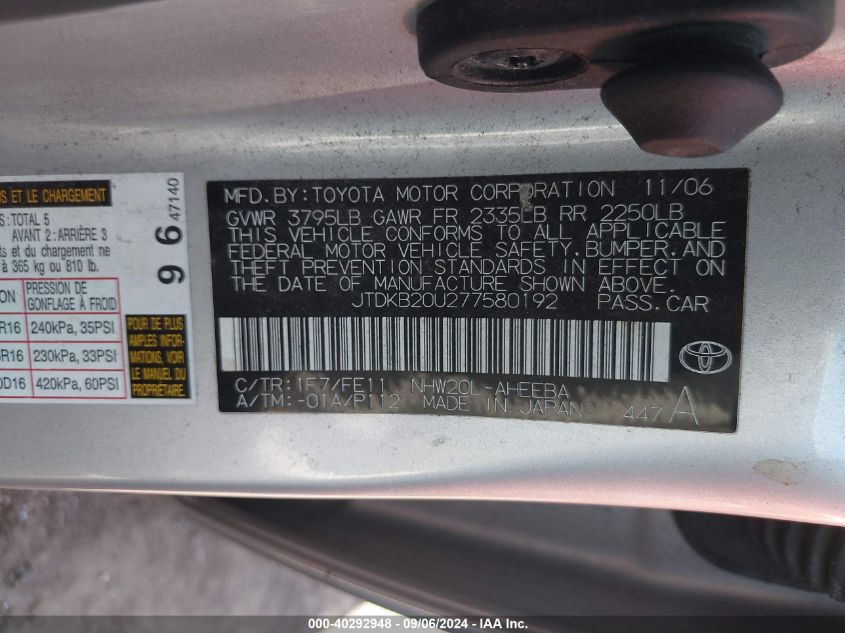 MFD. BY: TOYOTA MOTOR CORPORATION 11/06
GVWR 3795LB GAWR FR 2335LB RR 2250LB
THIS VEHICLE CONFORMS TO ALL APPLICABLE
FEDERAL MOTOR VEHICLE SAFETY, BUMPER, AND
THEFT PREVENTION STANDARDS IN EFFECT ON
THE DATE OF MANUFACTURE SHOWN ABOVE.
JTDKB20U277580192 PASS. CAR
C/TR: 1F7/FE11 NHW20L-AHEEBA
A/TM: -01A/P112 MADE IN JAPAN 447 A
ET LE CHARGEMENT
TOTAL 5
AVANT 2: ARRIÈRE 3
et du chargement ne
à 365 kg ou 810 lb.
PRESSION DE
GONFLAGE À FROID
R16 240kPa, 35PSI
R16 230kPa, 33PSI
D16 420kPa, 60PSI
POUR DE PLUS
AMPLES INFOR-
MATIONS, VOIR
LE MANUEL DU
96
47140
000-40292948 - 09/06/2024 - IAA Inc.